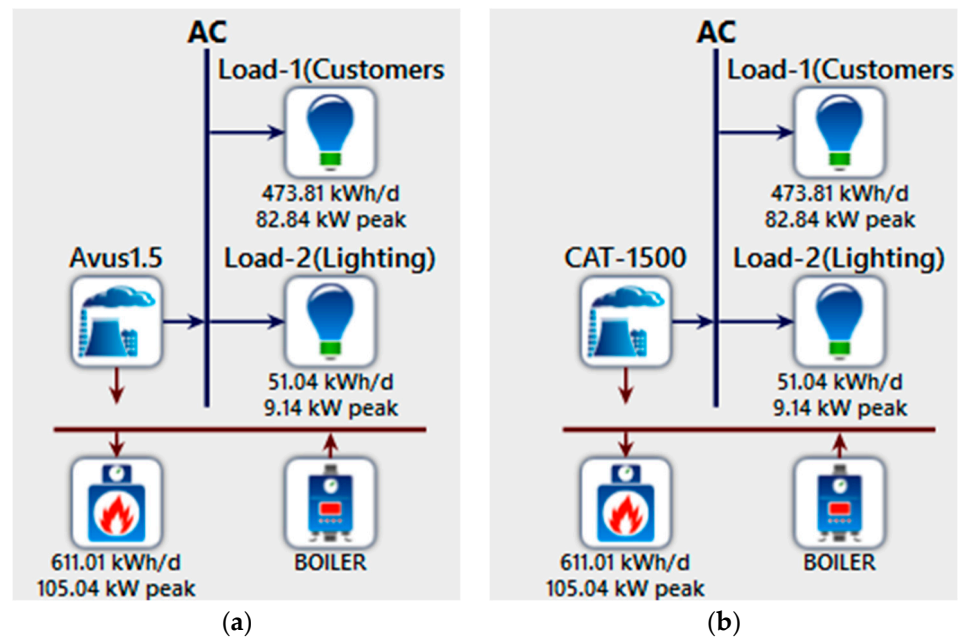 AC
Load-1(Customers
473.81 kWh/d
82.84 kW peak
Avus1.5
Load-2(Lighting)
51.04 kWh/d
9.14 kW peak
611.01 kWh/d
105.04 kW peak
BOILER
(a)
AC
Load-1(Customers
473.81 kWh/d
82.84 kW peak
CAT-1500
Load-2(Lighting)
51.04 kWh/d
9.14 kW peak
611.01 kWh/d
105.04 kW peak
BOILER
(b)